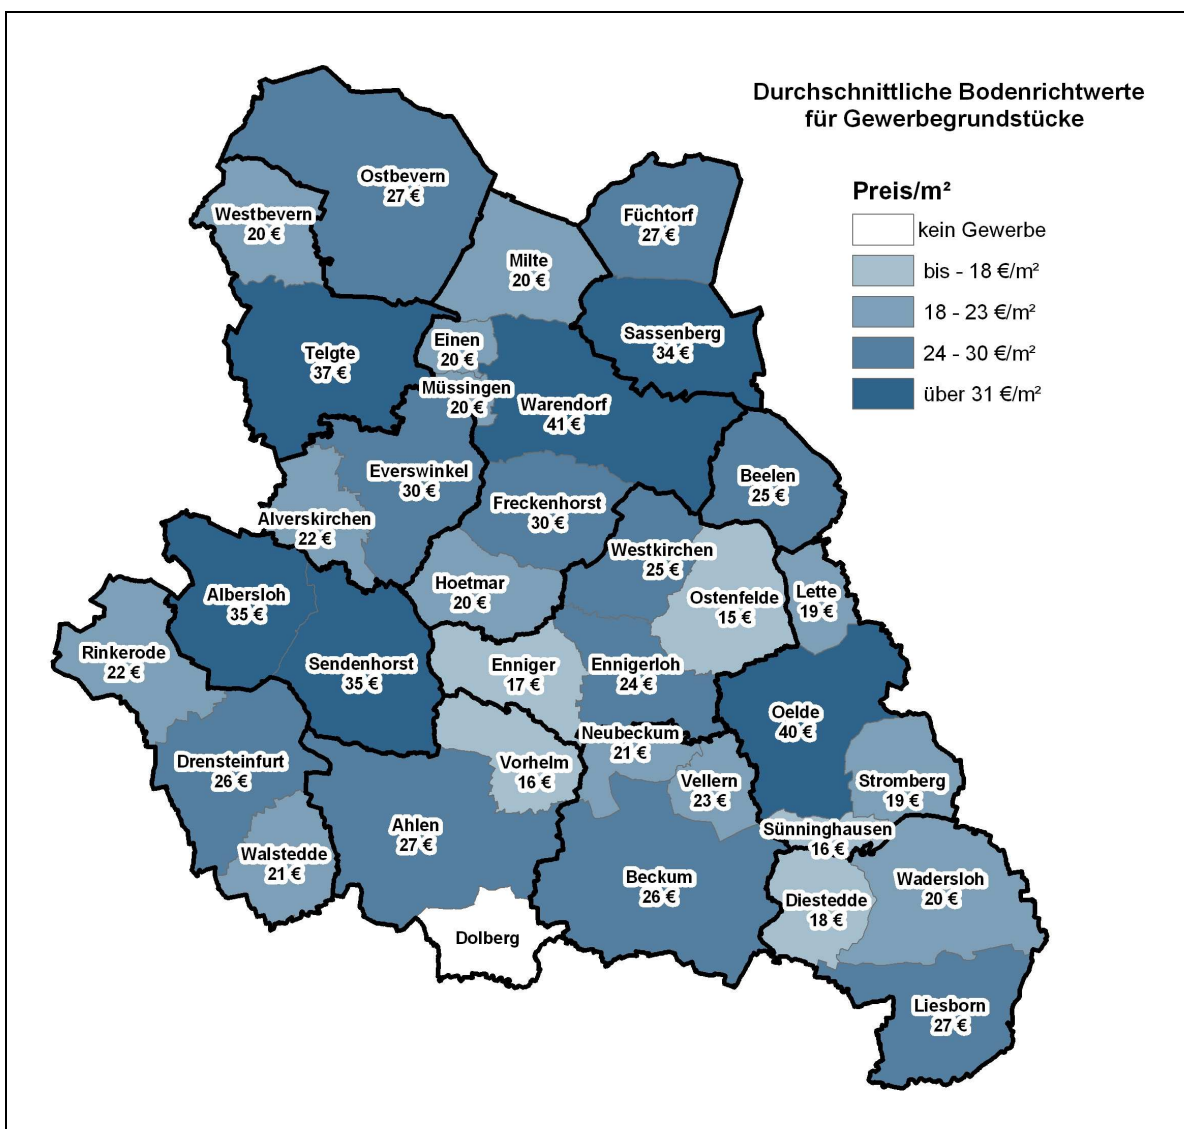 Durchschnittliche Bodenrichtwerte
für Gewerbegrundstücke
Preis/m²
kein Gewerbe
bis - 18 €/m²
18 - 23 €/m²
24 - 30 €/m²
über 31 €/m²
Ostbevern
27 €
Westbevern
20 €
Füchtorf
27 €
Milte
20 €
Sassenberg
34 €
Einen
20 €
Telgte
37 €
Müssingen
20 €
Warendorf
41 €
Everswinkel
30 €
Beelen
25 €
Freckenhorst
30 €
Alverskirchen
22 €
Westkirchen
25 €
Hoetmar
20 €
Albersloh
35 €
Ostenfelde
15 €
Lette
19 €
Rinkerode
22 €
Sendenhorst
35 €
Enniger
17 €
Ennigerloh
24 €
Oelde
40 €
Neubeckum
21 €
Drensteinfurt
26 €
Vorhelm
16 €
Vellern
23 €
Stromberg
19 €
Ahlen
27 €
Sünninghausen
16 €
Walstedde
21 €
Beckum
26 €
Wadersloh
20 €
Diestedde
18 €
Dolberg
Liesborn
27 €